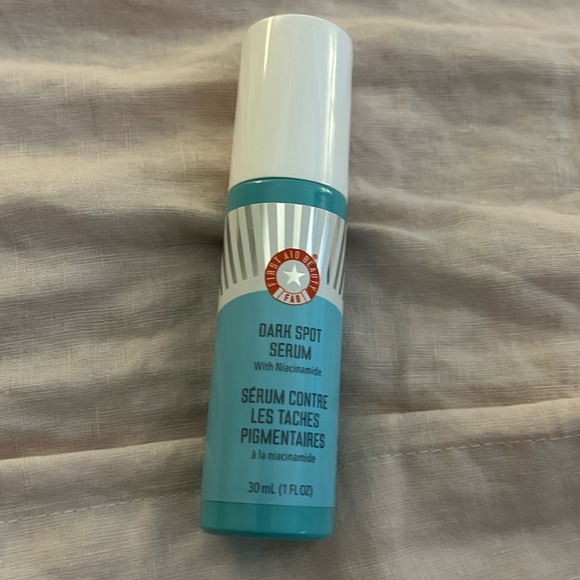 FIRST AID BEAUTY
FAB
DARK SPOT
SERUM
With Niacinamide
SÉRUM CONTRE
LES TACHES
PIGMENTAIRES
à la niacinamide
30 mL (1 FL OZ)